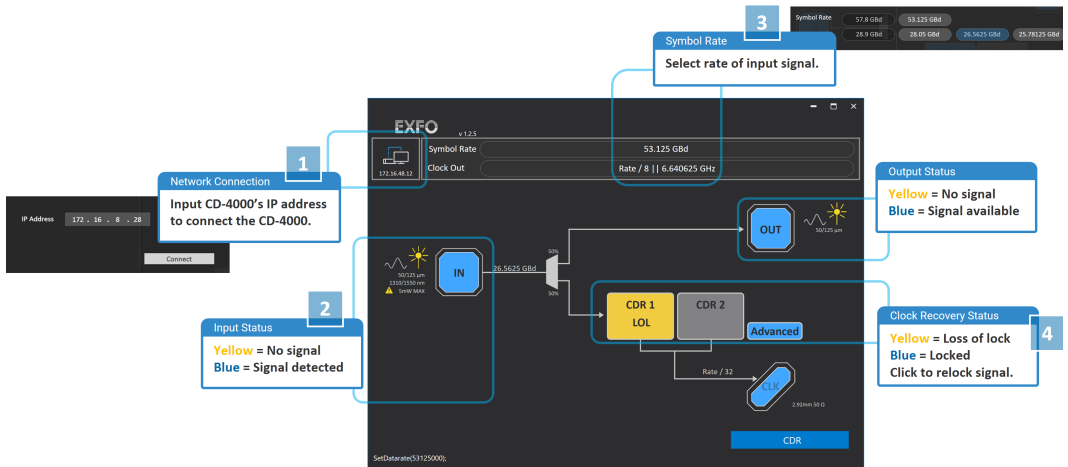 3
Symbol Rate
Select rate of input signal.
Symbol Rate
57.8 GBd
53.125 GBd
28.9 GBd
28.05 GBd
26.5625 GBd
25.78125 GBd
EXFO
v 1.2.5
172.16.48.12
Symbol Rate
53.125 GBd
Clock Out
Rate / 8 || 6.640625 GHz
1
Network Connection
Input CD-4000's IP address
to connect the CD-4000.
IP Address
172 . 16 . 8 . 28
Connect
Output Status
Yellow = No signal
Blue = Signal available
OUT
50/125 μm
50%
50%
IN
26.5625 GBd
50/125 μm
1310/1550 nm
5mW MAX
2
Input Status
Yellow = No signal
Blue = Signal detected
CDR 1
LOL
CDR 2
Advanced
4
Clock Recovery Status
Yellow = Loss of lock
Blue = Locked
Click to relock signal.
Rate / 32
CLK
2.92mm 50 Ω
CDR
SetDatarate(53125000);